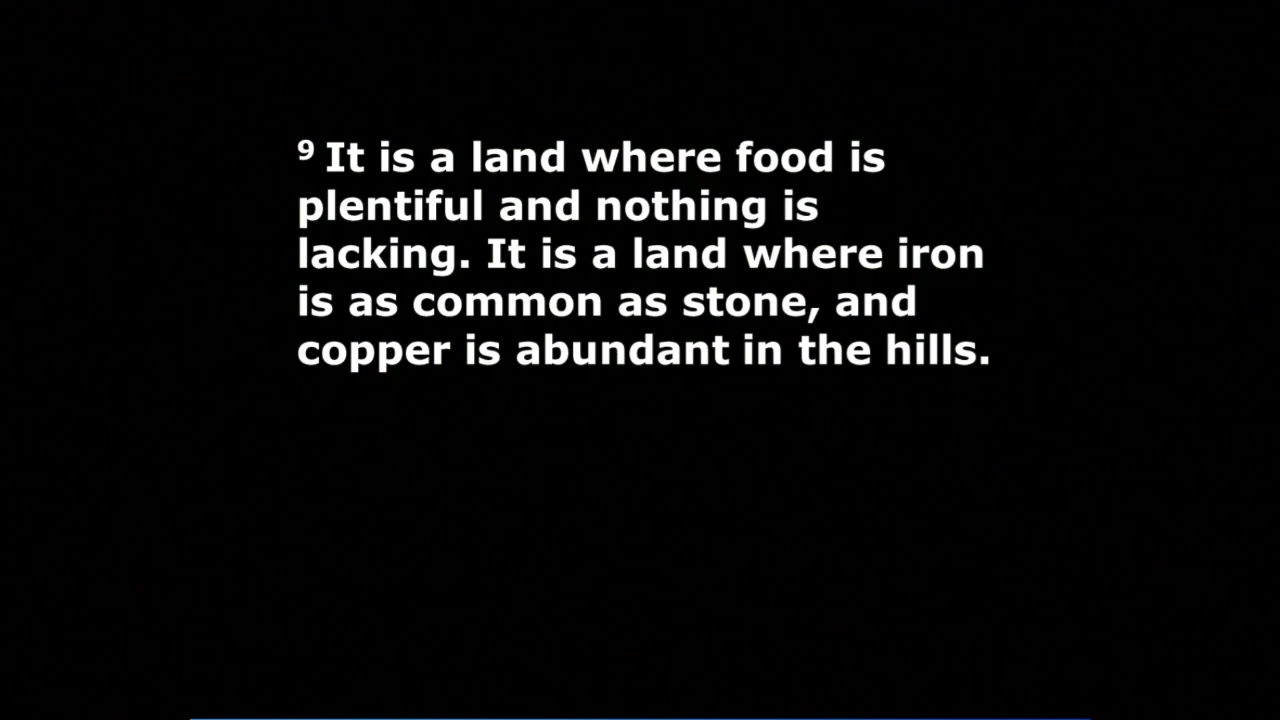 9 It is a land where food is
plentiful and nothing is
lacking. It is a land where iron
is as common as stone, and
copper is abundant in the hills.